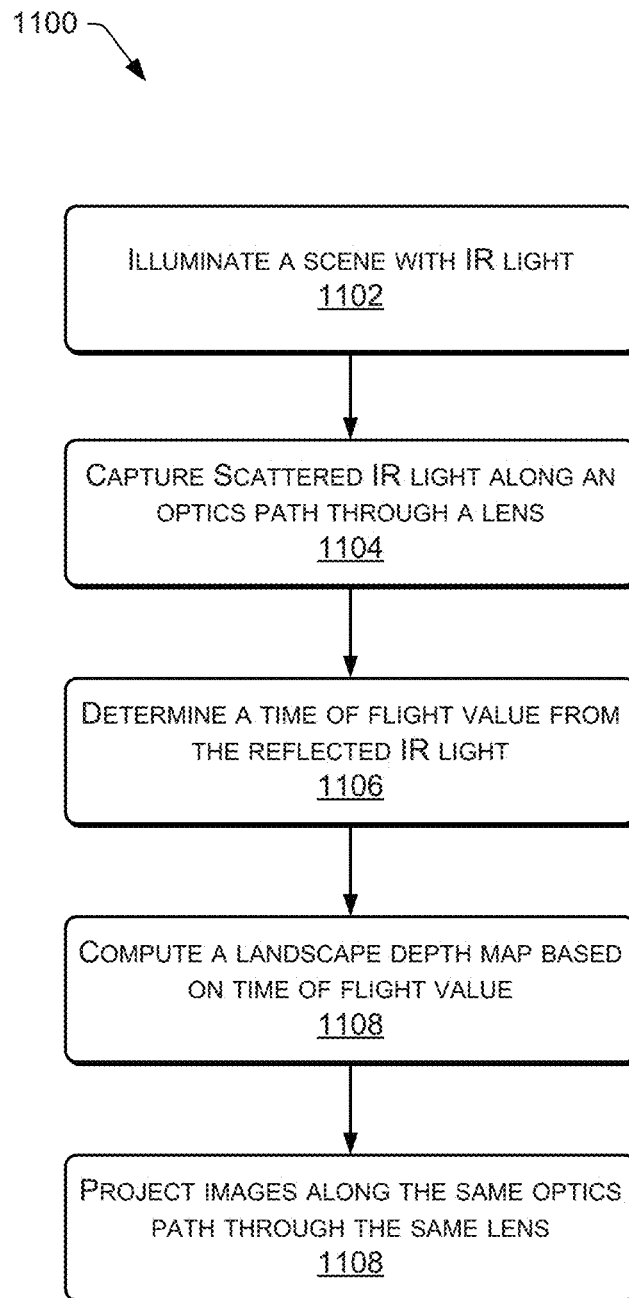 1100
ILLUMINATE A SCENE WITH IR LIGHT
1102
CAPTURE SCATTERED IR LIGHT ALONG AN
OPTICS PATH THROUGH A LENS
1104
DETERMINE A TIME OF FLIGHT VALUE FROM
THE REFLECTED IR LIGHT
1106
COMPUTE A LANDSCAPE DEPTH MAP BASED
ON TIME OF FLIGHT VALUE
1108
PROJECT IMAGES ALONG THE SAME OPTICS
PATH THROUGH THE SAME LENS
1108